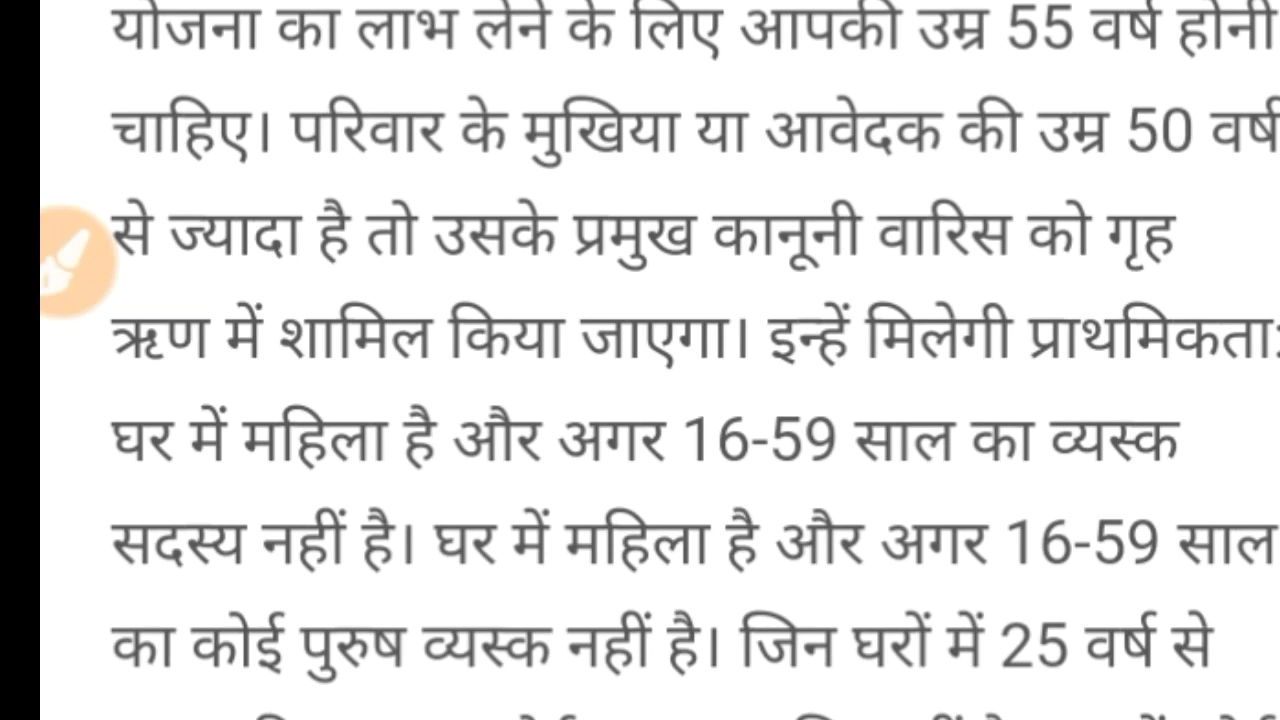 योजना का लाभ लेने के लिए आपकी उम्र 55 वर्ष होनी
चाहिए। परिवार के मुखिया या आवेदक की उम्र 50 वर्ष
से ज्यादा है तो उसके प्रमुख कानूनी वारिस को गृह
ऋण में शामिल किया जाएगा। इन्हें मिलेगी प्राथमिकता:
घर में महिला है और अगर 16-59 साल का व्यस्क
सदस्य नहीं है। घर में महिला है और अगर 16-59 साल
का कोई पुरुष व्यस्क नहीं है। जिन घरों में 25 वर्ष से